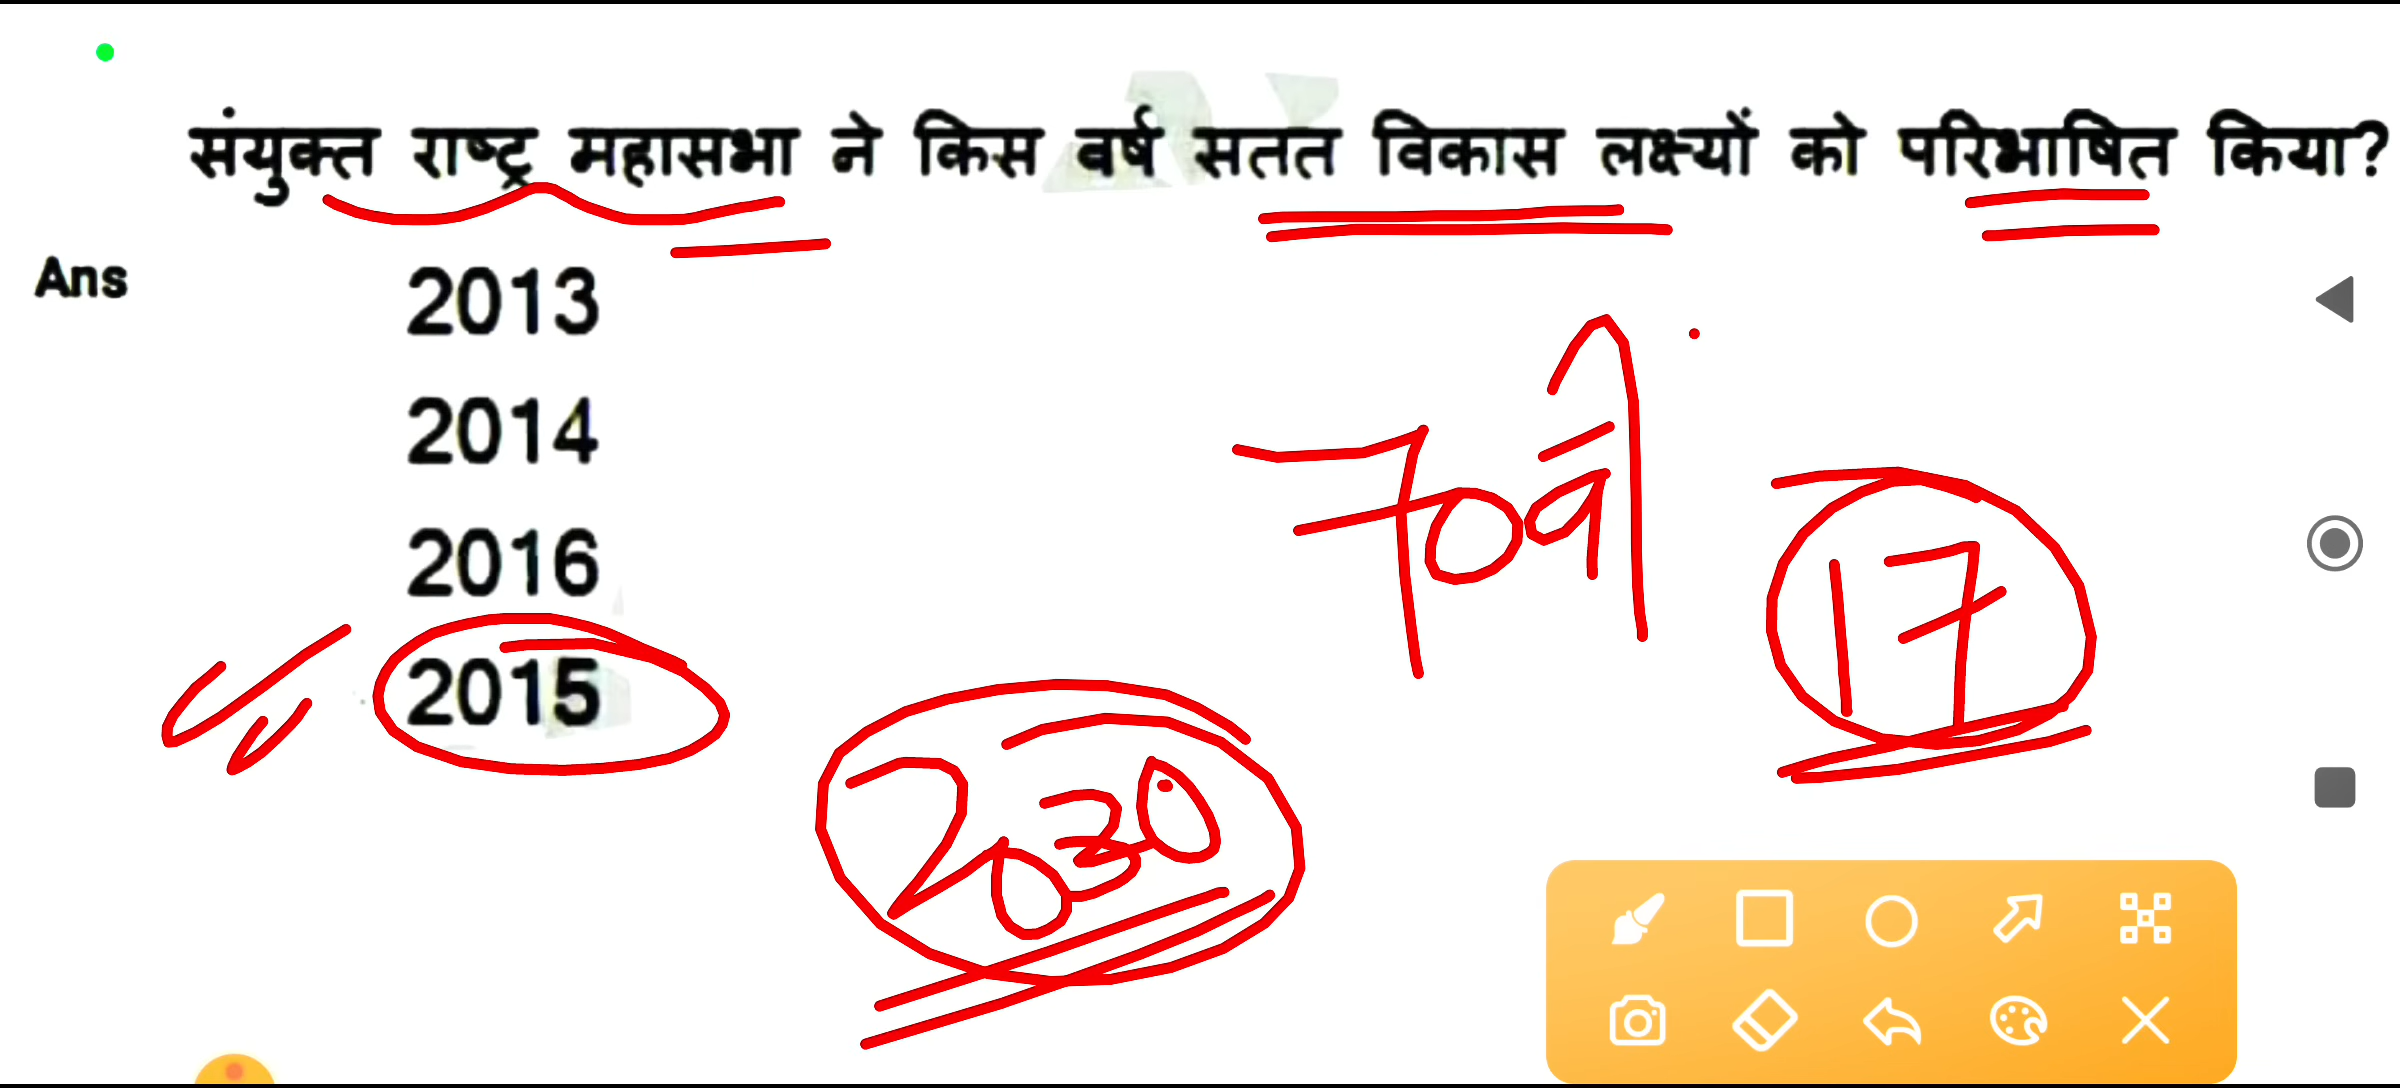 संयुक्त राष्ट्र महासभा ने किस वर्ष सतत विकास लक्ष्यों को परिभाषित किया?
Ans
2013
2014
2016
2015
70वां
17
2030